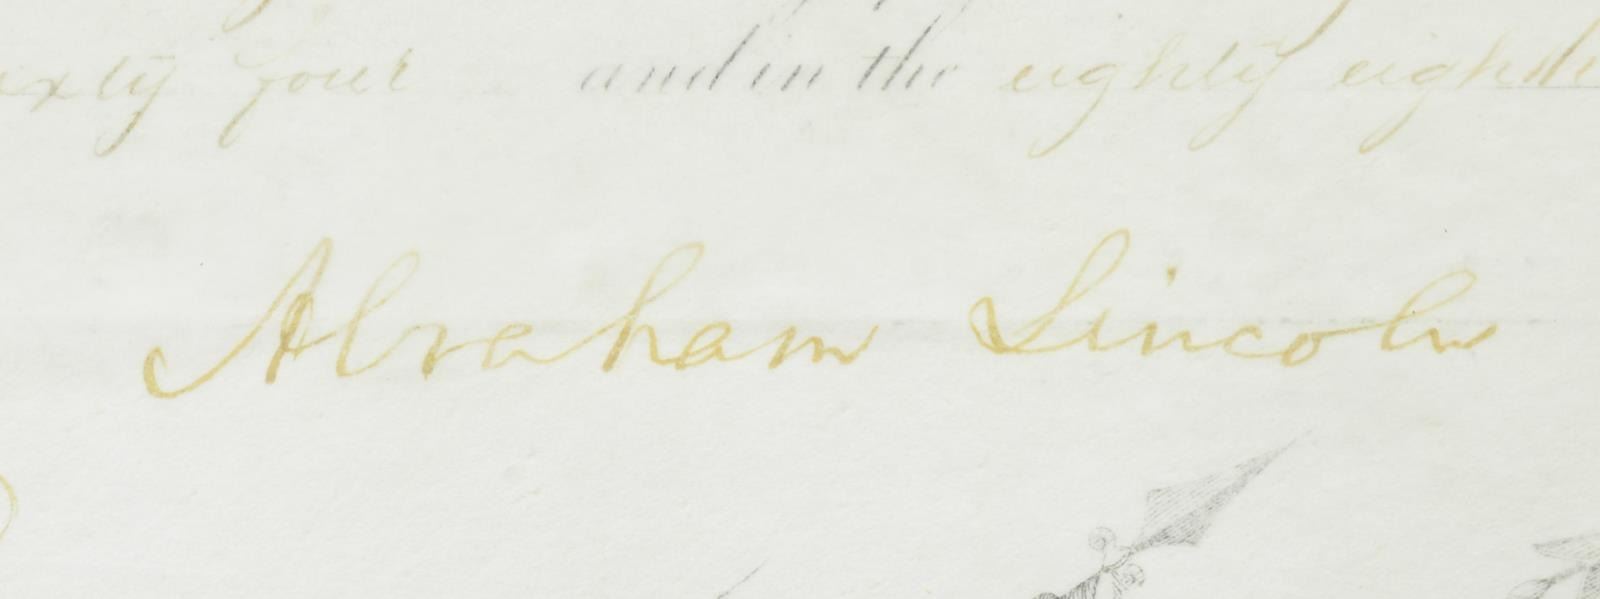 sixty four and in the eighty eighth
Abraham Lincoln